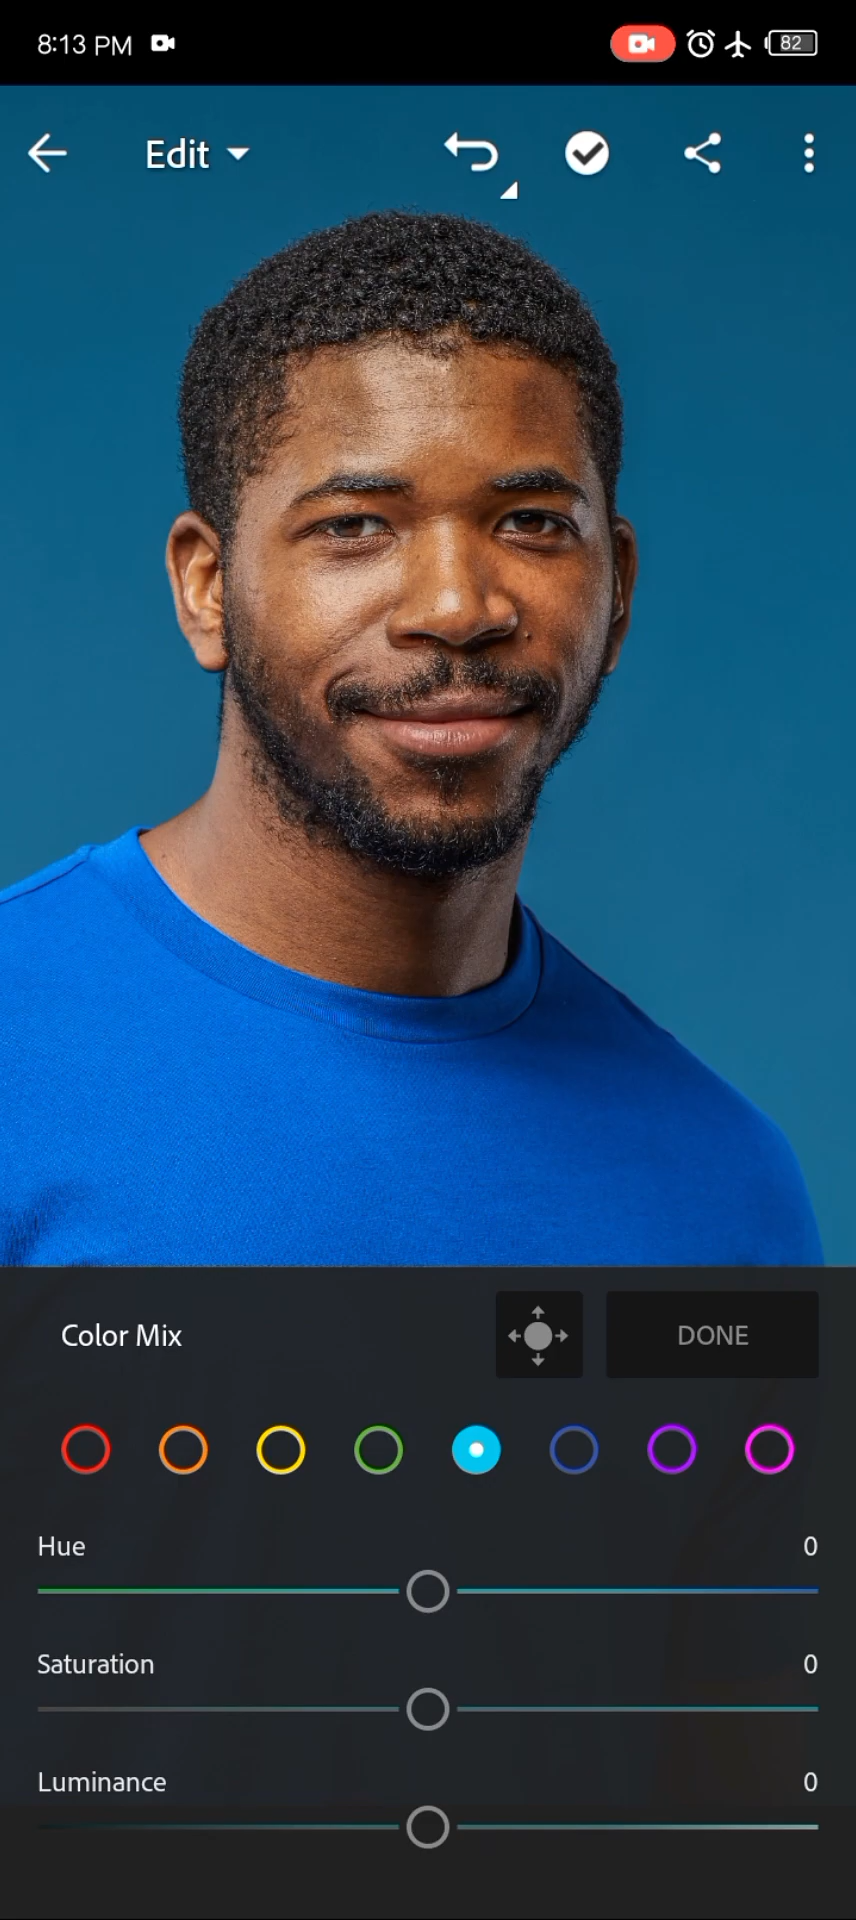 8:13 PM 82
Edit
Color Mix DONE
Hue 0
Saturation 0
Luminance 0